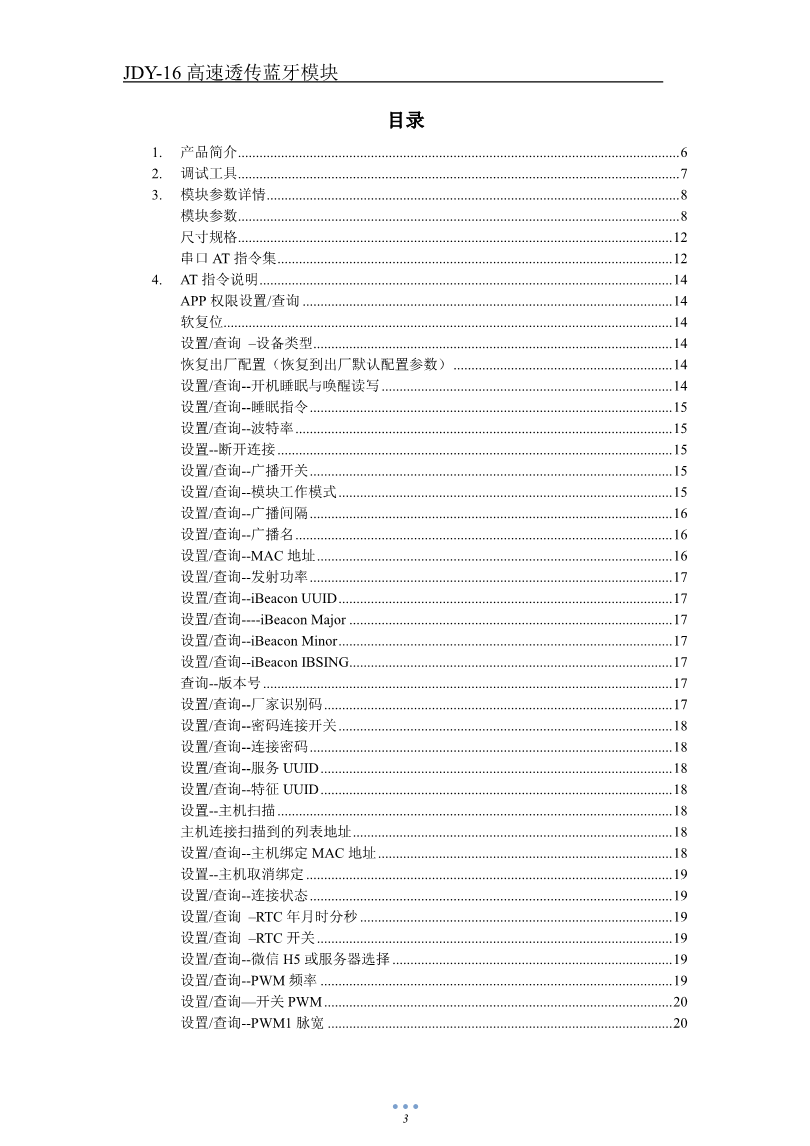 JDY-16 高速透传蓝牙模块
目录
1. 产品简介 6
2. 调试工具 7
3. 模块参数详情 8
模块参数 8
尺寸规格 12
串口 AT 指令集 12
4. AT 指令说明 14
APP 权限设置/查询 14
软复位 14
设置/查询 –设备类型 14
恢复出厂配置（恢复到出厂默认配置参数） 14
设置/查询--开机睡眠与唤醒读写 14
设置/查询--睡眠指令 15
设置/查询--波特率 15
设置--断开连接 15
设置/查询--广播开关 15
设置/查询--模块工作模式 15
设置/查询--广播间隔 16
设置/查询--广播名 16
设置/查询--MAC 地址 16
设置/查询--发射功率 17
设置/查询--iBeacon UUID 17
设置/查询----iBeacon Major 17
设置/查询--iBeacon Minor 17
设置/查询--iBeacon IBSING 17
查询--版本号 17
设置/查询--厂家识别码 17
设置/查询--密码连接开关 18
设置/查询--连接密码 18
设置/查询--服务 UUID 18
设置/查询--特征 UUID 18
设置--主机扫描 18
主机连接扫描到的列表地址 18
设置/查询--主机绑定 MAC 地址 18
设置--主机取消绑定 19
设置/查询--连接状态 19
设置/查询 –RTC 年月时分秒 19
设置/查询 –RTC 开关 19
设置/查询--微信 H5 或服务器选择 19
设置/查询--PWM 频率 19
设置/查询—开关 PWM 20
设置/查询--PWM1 脉宽 20
3